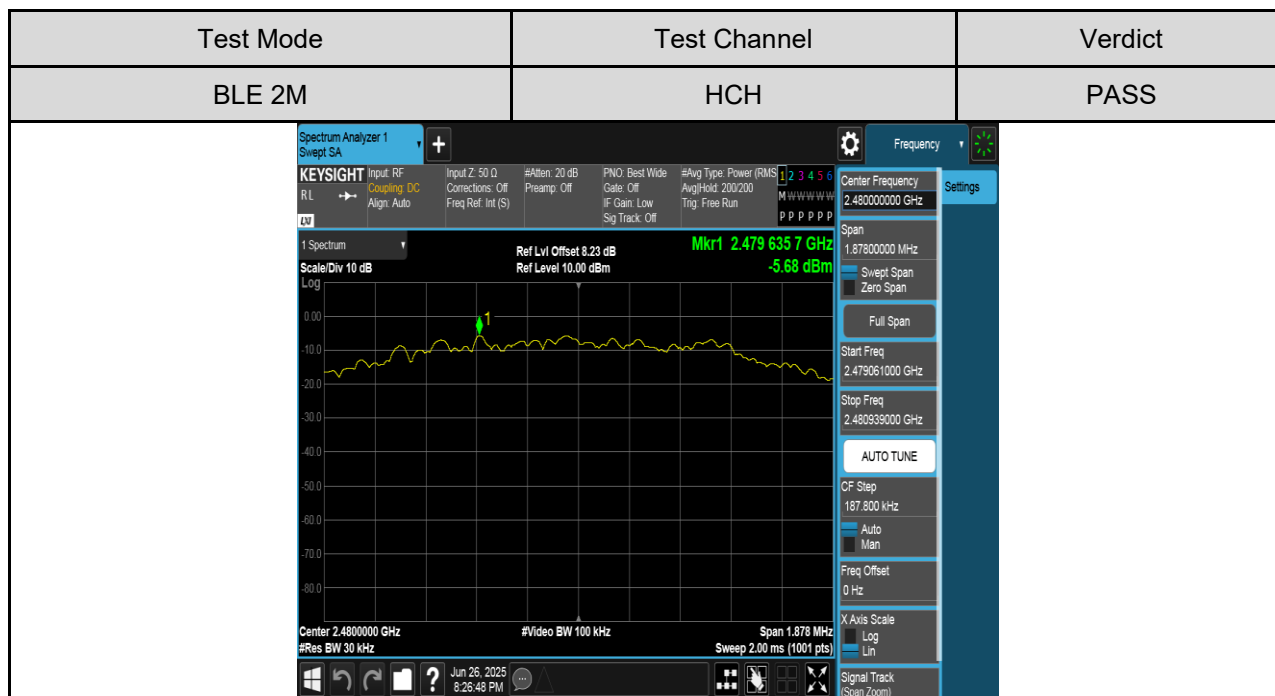 Test Mode Test Channel Verdict
BLE 2M HCH PASS
Spectrum Analyzer 1
Swept SA
+
Frequency
KEYSIGHT
RL
LXI
Input: RF
Coupling: DC
Align: Auto
Input Z: 50 Ω
Corrections: Off
Freq Ref: Int (S)
#Atten: 20 dB
Preamp: Off
PNO: Best Wide
Gate: Off
IF Gain: Low
Sig Track: Off
#Avg Type: Power (RMS
Avg|Hold: 200/200
Trig: Free Run
1 2 3 4 5 6
M W W W W W
P P P P P P
1 Spectrum
Scale/Div 10 dB
Log
Ref Lvl Offset 8.23 dB
Ref Level 10.00 dBm
Mkr1 2.479 635 7 GHz
-5.68 dBm
1
0.00
-10.0
-20.0
-30.0
-40.0
-50.0
-60.0
-70.0
-80.0
Center 2.4800000 GHz
#Res BW 30 kHz
#Video BW 100 kHz
Span 1.878 MHz
Sweep 2.00 ms (1001 pts)
Center Frequency
2.480000000 GHz
Span
1.87800000 MHz
Swept Span
Zero Span
Full Span
Start Freq
2.479061000 GHz
Stop Freq
2.480939000 GHz
AUTO TUNE
CF Step
187.800 kHz
Auto
Man
Freq Offset
0 Hz
X Axis Scale
Log
Lin
Signal Track
(Span Zoom)
Settings
?
Jun 26, 2025
8:26:48 PM